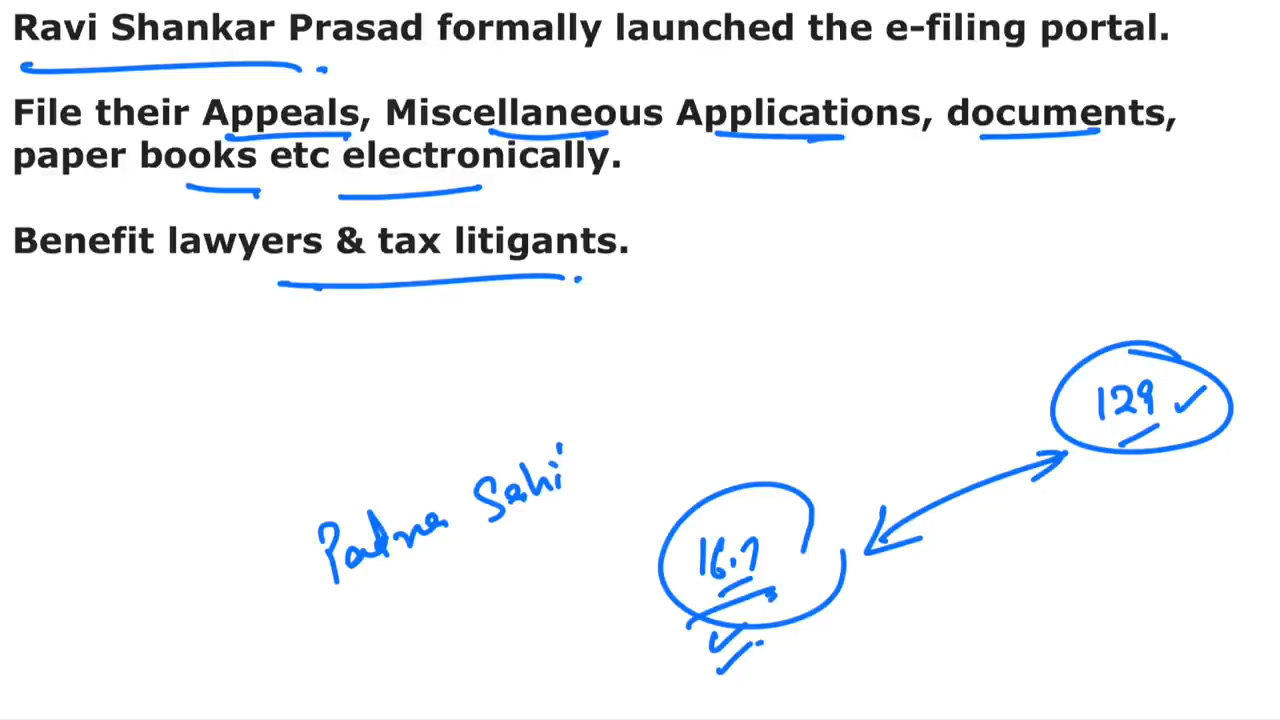 Ravi Shankar Prasad formally launched the e-filing portal.
File their Appeals, Miscellaneous Applications, documents,
paper books etc electronically.
Benefit lawyers & tax litigants.
129
Patna Sahi
16.7